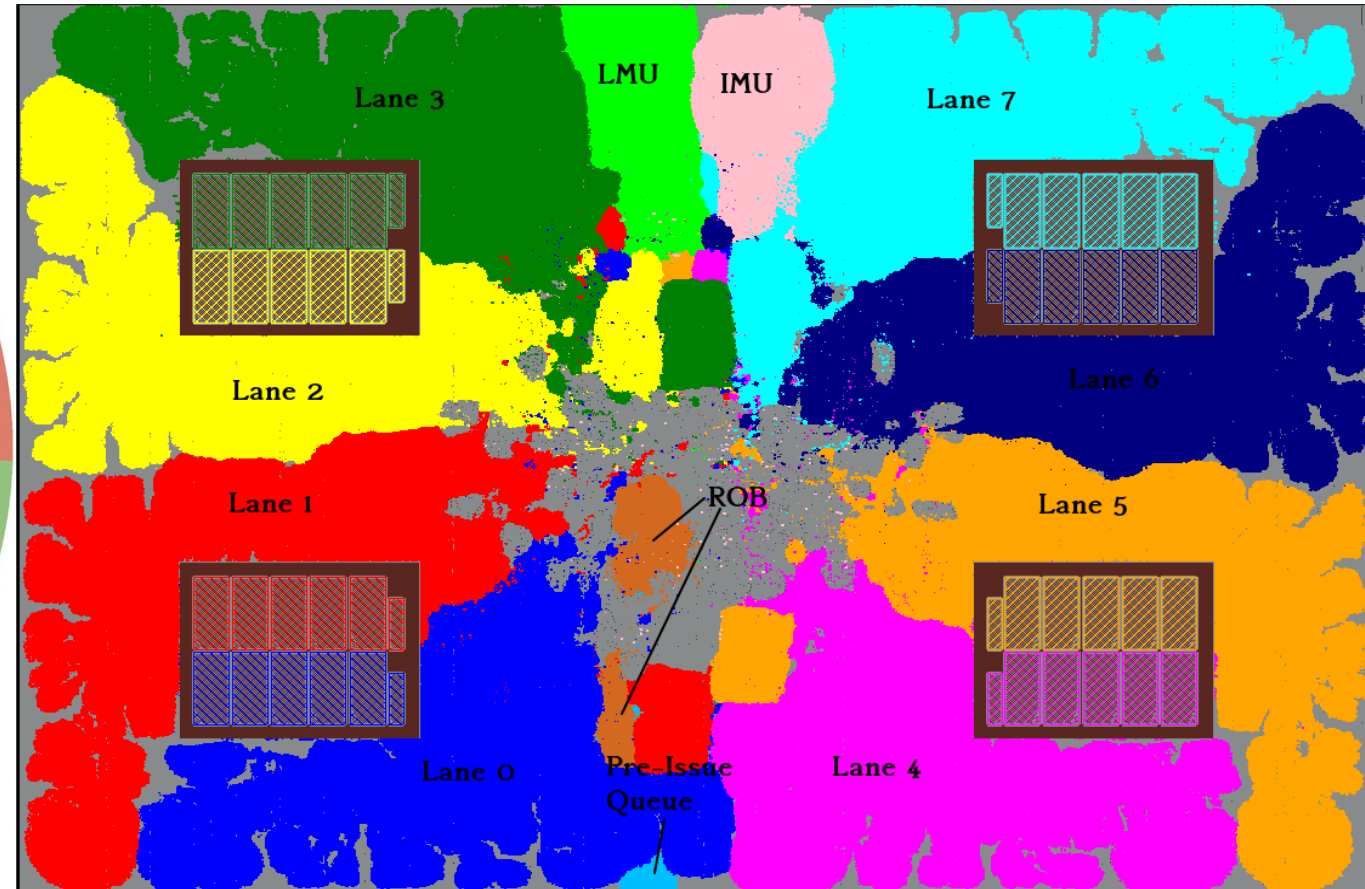 LMU
IMU
Lane 3
Lane 7
Lane 2
Lane 6
ROB
Lane 1
Lane 5
Lane 0
Pre-Issue
Queue
Lane 4